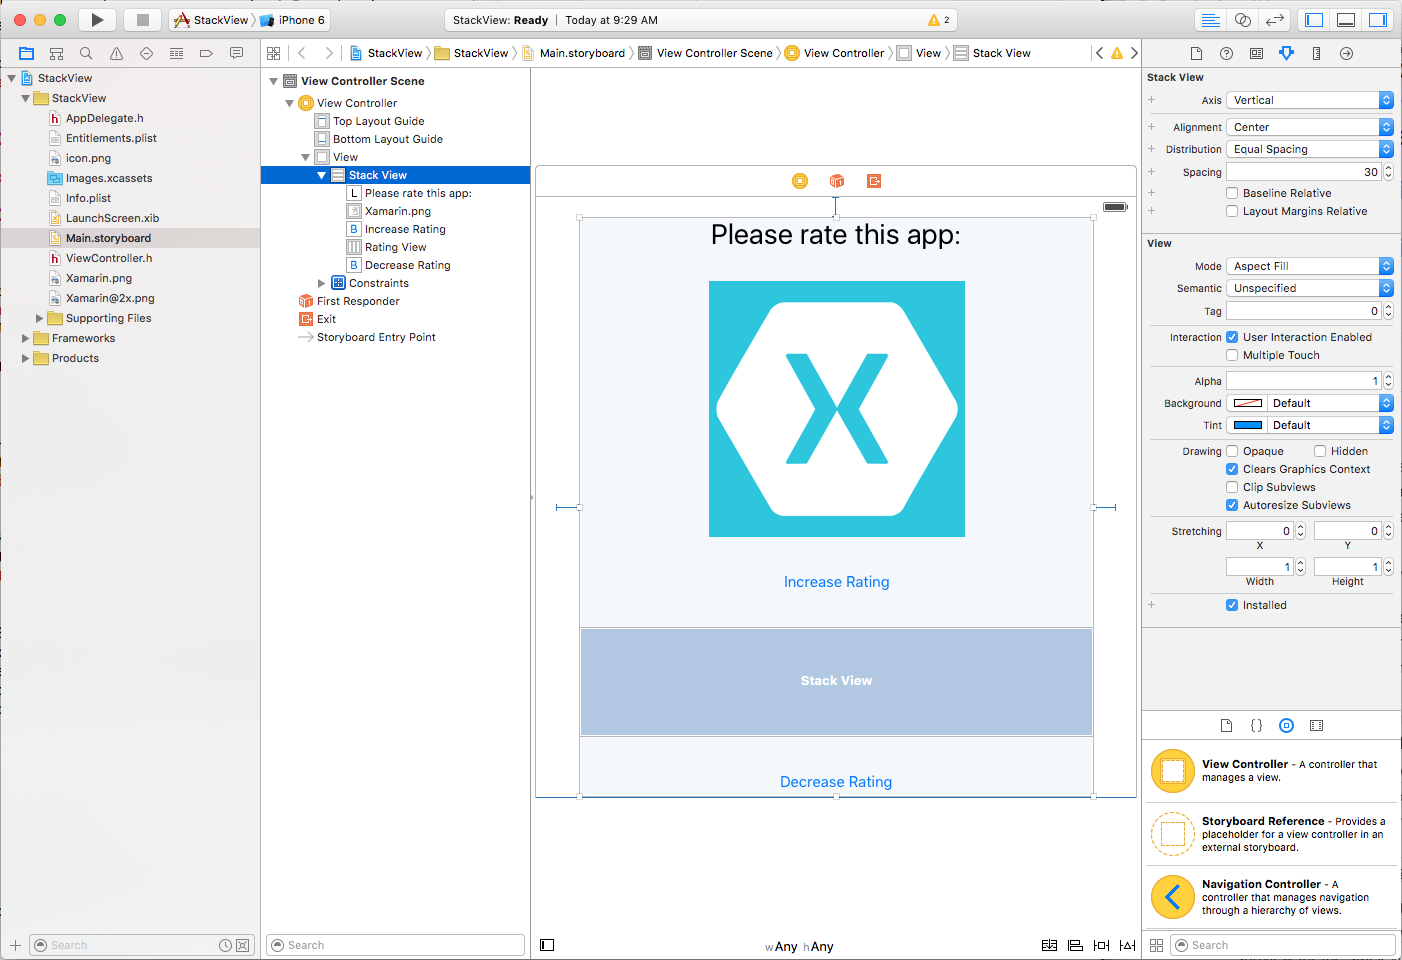 StackView
iPhone 6
StackView: Ready
Today at 9:29 AM
2
StackView
StackView
Main.storyboard
View Controller Scene
View Controller
View
Stack View
StackView
StackView
h AppDelegate.h
Entitlements.plist
icon.png
Images.xcassets
Info.plist
LaunchScreen.xib
Main.storyboard
h ViewController.h
Xamarin.png
Xamarin@2x.png
Supporting Files
Frameworks
Products
Search
View Controller Scene
View Controller
Top Layout Guide
Bottom Layout Guide
View
Stack View
L Please rate this app:
Xamarin.png
B Increase Rating
Rating View
B Decrease Rating
Constraints
First Responder
Exit
Storyboard Entry Point
Search
Please rate this app:
Increase Rating
Stack View
Decrease Rating
wAny hAny
Stack View
Axis Vertical
Alignment Center
Distribution Equal Spacing
Spacing 30
Baseline Relative
Layout Margins Relative
View
Mode Aspect Fill
Semantic Unspecified
Tag 0
Interaction User Interaction Enabled
Multiple Touch
Alpha 1
Background Default
Tint Default
Drawing Opaque Hidden
Clears Graphics Context
Clip Subviews
Autoresize Subviews
Stretching 0 0
X Y
1 1
Width Height
Installed
{}
View Controller - A controller that
manages a view.
Storyboard Reference - Provides a
placeholder for a view controller in an
external storyboard.
Navigation Controller - A
controller that manages navigation
through a hierarchy of views.
Search